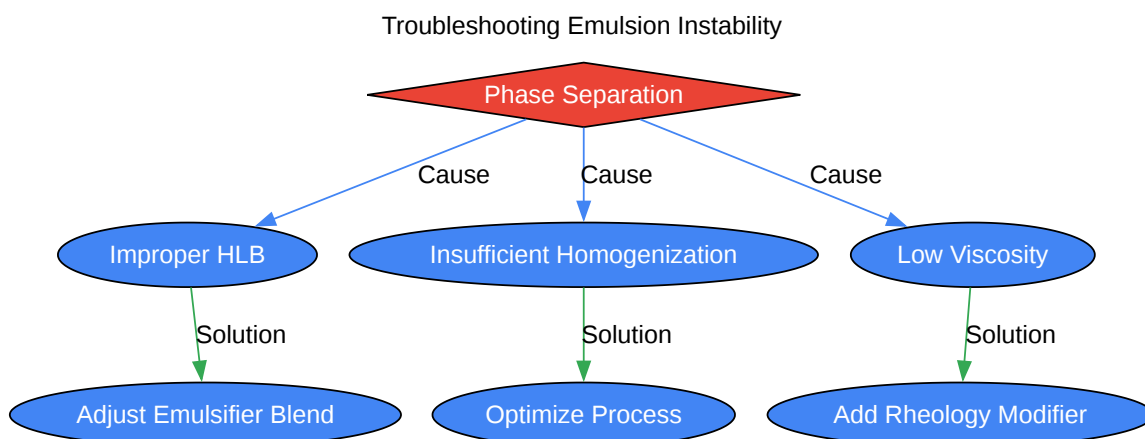 Troubleshooting Emulsion Instability
Phase Separation
Cause
Cause
Cause
Improper HLB
Insufficient Homogenization
Low Viscosity
Solution
Solution
Solution
Adjust Emulsifier Blend
Optimize Process
Add Rheology Modifier